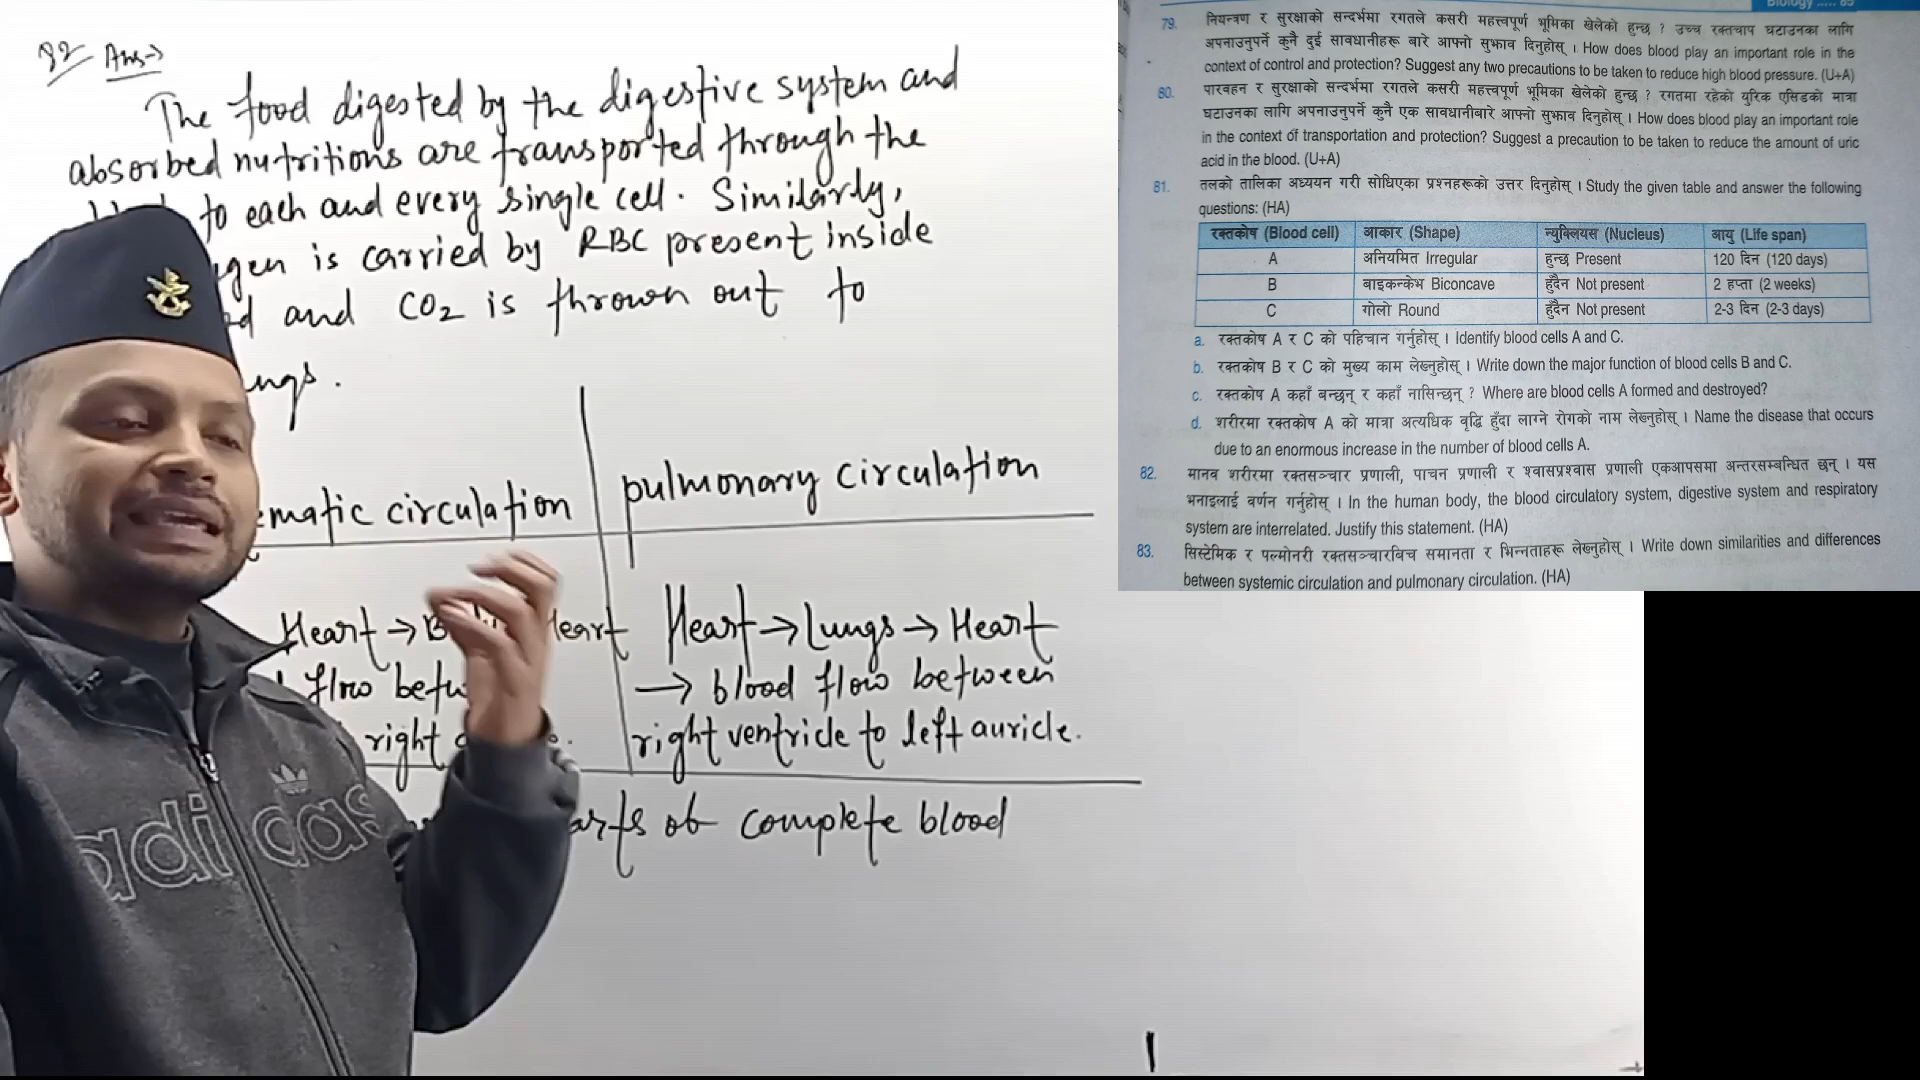 82 Ans→
The food digested by the digestive system and
absorbed nutritions are transported through the
to each and every single cell. Similarly,
gen is carried by RBC present inside
and CO2 is thrown out to
ngs.
matic circulation
pulmonary circulation
Heart → Heart
Heart → Lungs → Heart
flow betw
→ blood flow between
right
right ventricle to left auricle.
arts of complete blood
adidas
Biology ..... 85
79. नियन्त्रण र सुरक्षाको सन्दर्भमा रगतले कसरी महत्त्वपूर्ण भूमिका खेलेको हुन्छ ? उच्च रक्तचाप घटाउनका लागि
अपनाउनुपर्ने कुनै दुई सावधानीहरू बारे आफ्नो सुझाव दिनुहोस् । How does blood play an important role in the
context of control and protection? Suggest any two precautions to be taken to reduce high blood pressure. (U+A)
80. पारवहन र सुरक्षाको सन्दर्भमा रगतले कसरी महत्त्वपूर्ण भूमिका खेलेको हुन्छ ? रगतमा रहेको युरिक एसिडको मात्रा
घटाउनका लागि अपनाउनुपर्ने कुनै एक सावधानीबारे आफ्नो सुझाव दिनुहोस् । How does blood play an important role
in the context of transportation and protection? Suggest a precaution to be taken to reduce the amount of uric
acid in the blood. (U+A)
81. तलको तालिका अध्ययन गरी सोधिएका प्रश्नहरूको उत्तर दिनुहोस् । Study the given table and answer the following
questions: (HA)
रक्तकोष (Blood cell) आकार (Shape) न्युक्लियस (Nucleus) आयु (Life span)
A अनियमित Irregular हुन्छ Present 120 दिन (120 days)
B बाइकन्केभ Biconcave हुँदैन Not present 2 हप्ता (2 weeks)
C गोलो Round हुँदैन Not present 2-3 दिन (2-3 days)
a. रक्तकोष A र C को पहिचान गर्नुहोस् । Identify blood cells A and C.
b. रक्तकोष B र C को मुख्य काम लेख्नुहोस् । Write down the major function of blood cells B and C.
c. रक्तकोष A कहाँ बन्छन् र कहाँ नासिन्छन् ? Where are blood cells A formed and destroyed?
d. शरीरमा रक्तकोष A को मात्रा अत्यधिक वृद्धि हुँदा लाग्ने रोगको नाम लेख्नुहोस् । Name the disease that occurs
due to an enormous increase in the number of blood cells A.
82. मानव शरीरमा रक्तसञ्चार प्रणाली, पाचन प्रणाली र श्वासप्रश्वास प्रणाली एकआपसमा अन्तरसम्बन्धित छन् । यस
भनाइलाई वर्णन गर्नुहोस् । In the human body, the blood circulatory system, digestive system and respiratory
system are interrelated. Justify this statement. (HA)
83. सिस्टेमिक र पल्मोनरी रक्तसञ्चारबिच समानता र भिन्नताहरू लेख्नुहोस् । Write down similarities and differences
between systemic circulation and pulmonary circulation. (HA)